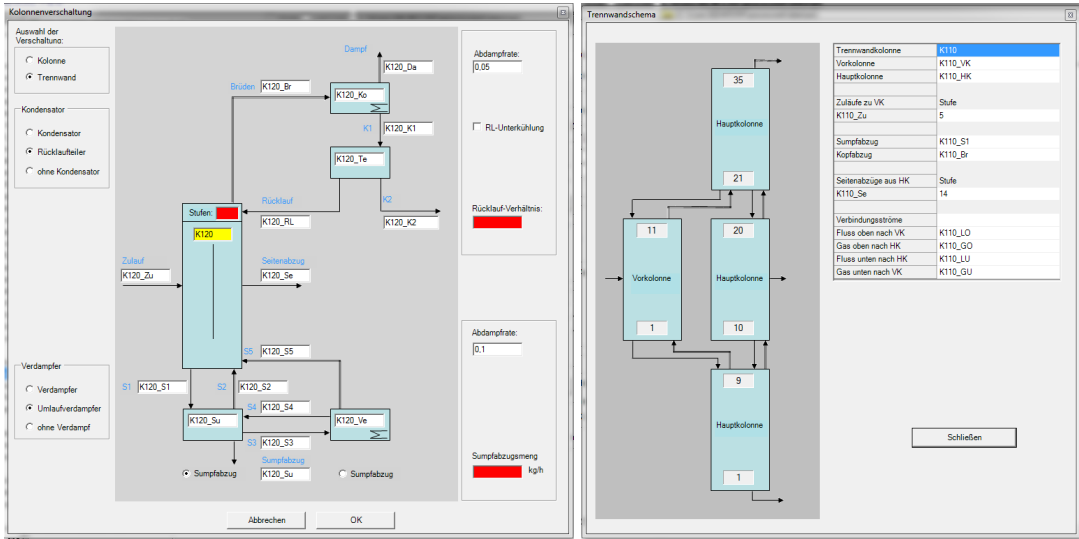 Kolonnenverschaltung
Auswahl der
Verschaltung:
Kolonne
Trennwand
Kondensator
Kondensator
Rücklaufteiler
ohne Kondensator
Verdampfer
Verdampfer
Umlaufverdampfer
ohne Verdampf
Dampf
K120_Da
Brüden K120_Br
K120_Ko
K1 K120_K1
K120_Te
Rücklauf
K120_RL
K2
K120_K2
Stufen:
K120
Zulauf
K120_Zu
Seitenabzug
K120_Se
S5 K120_S5
S1 K120_S1
S2 K120_S2
S4 K120_S4
K120_Su
K120_Ve
S3 K120_S3
Sumpfabzug
Sumpfabzug
K120_Su
Sumpfabzug
Abdampfrate:
0,05
RL-Unterkühlung
Rücklauf-Verhältnis:
Abdampfrate:
0,1
Sumpfabzugsmeng
kg/h
Abbrechen
OK
Trennwandschema
35
Hauptkolonne
21
11
Vorkolonne
1
20
Hauptkolonne
10
9
Hauptkolonne
1
Trennwandkolonne K110
Vorkolonne K110_VK
Hauptkolonne K110_HK
Zuläufe zu VK Stufe
K110_Zu 5
Sumpfabzug K110_S1
Kopfabzug K110_Br
Seitenabzüge aus HK Stufe
K110_Se 14
Verbindungsströme
Fluss oben nach VK K110_LO
Gas oben nach HK K110_GO
Fluss unten nach HK K110_LU
Gas unten nach VK K110_GU
Schließen